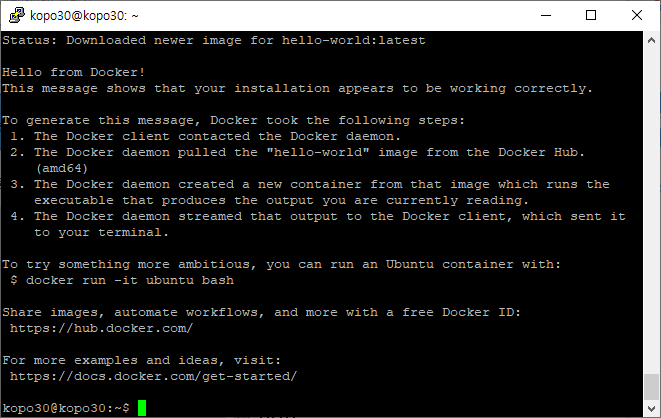 kopo30@kopo30: ~
Status: Downloaded newer image for hello-world:latest
Hello from Docker!
This message shows that your installation appears to be working correctly.
To generate this message, Docker took the following steps:
1. The Docker client contacted the Docker daemon.
2. The Docker daemon pulled the "hello-world" image from the Docker Hub.
(amd64)
3. The Docker daemon created a new container from that image which runs the
executable that produces the output you are currently reading.
4. The Docker daemon streamed that output to the Docker client, which sent it
to your terminal.
To try something more ambitious, you can run an Ubuntu container with:
$ docker run -it ubuntu bash
Share images, automate workflows, and more with a free Docker ID:
https://hub.docker.com/
For more examples and ideas, visit:
https://docs.docker.com/get-started/
kopo30@kopo30:~$